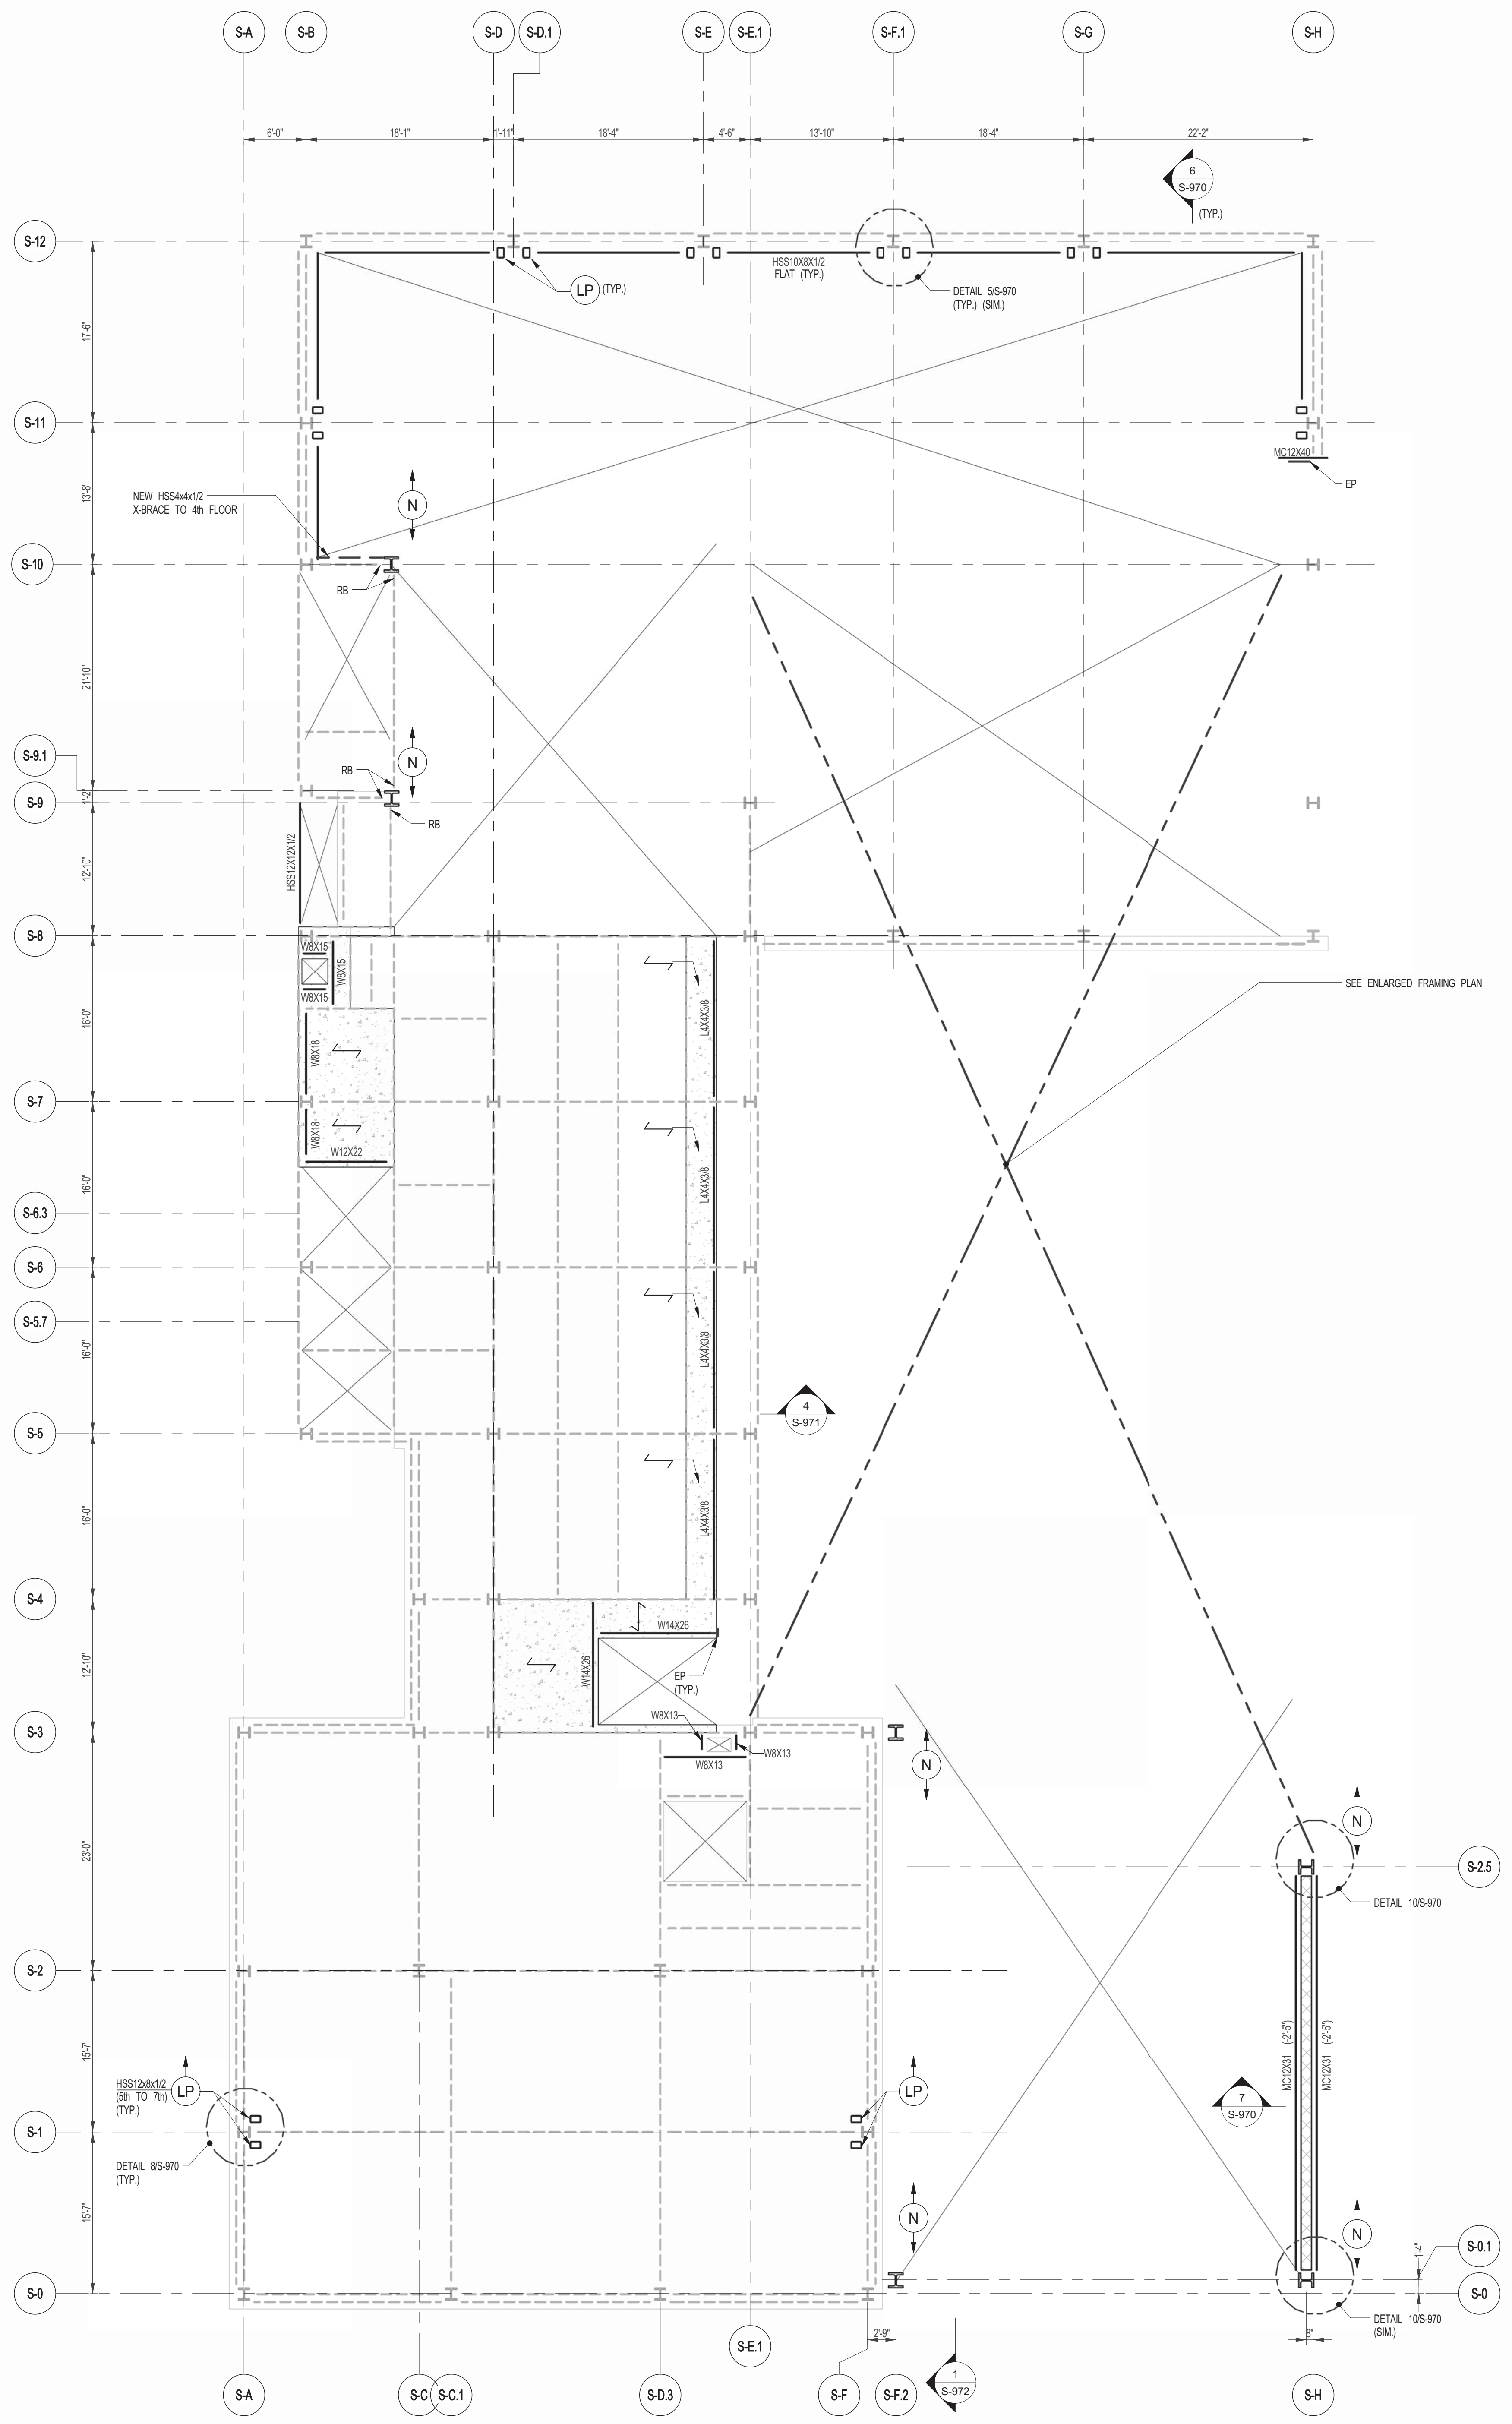 S-A
S-B
S-D
S-D.1
S-E
S-E.1
S-F.1
S-G
S-H
6'-0"
18'-1"
1'-11"
18'-4"
4'-6"
13'-10"
18'-4"
22'-2"
6
S-970
(TYP.)
S-12
HSS10X8X1/2
FLAT (TYP.)
LP
(TYP.)
DETAIL 5/S-970
(TYP.) (SIM.)
17'-6"
S-11
MC12X40
EP
13'-8"
NEW HSS4x4x1/2
X-BRACE TO 4th FLOOR
N
S-10
RB
21'-10"
S-9.1
N
RB
1'-2"
S-9
RB
HSS12X12X1/2
12'-10"
S-8
W8X15
W8X15
W8X15
SEE ENLARGED FRAMING PLAN
16'-0"
L4X4X3/8
W8X18
S-7
W8X18
W12X22
16'-0"
L4X4X3/8
S-6.3
S-6
S-5.7
16'-0"
L4X4X3/8
4
S-971
S-5
16'-0"
L4X4X3/8
S-4
W14X26
W14X26
12'-10"
EP
(TYP.)
W8X13
S-3
W8X13
W8X13
N
N
23'-0"
S-2.5
DETAIL 10/S-970
S-2
15'-7"
MC12X31 (-2'-5")
MC12X31 (-2'-5")
HSS12x8x1/2
(5th TO 7th)
(TYP.)
LP
LP
7
S-970
S-1
DETAIL 8/S-970
(TYP.)
15'-7"
N
N
1'-4"
S-0.1
S-0
S-0
DETAIL 10/S-970
(SIM.)
2'-9"
8"
S-E.1
1
S-972
S-A
S-C
S-C.1
S-D.3
S-F
S-F.2
S-H